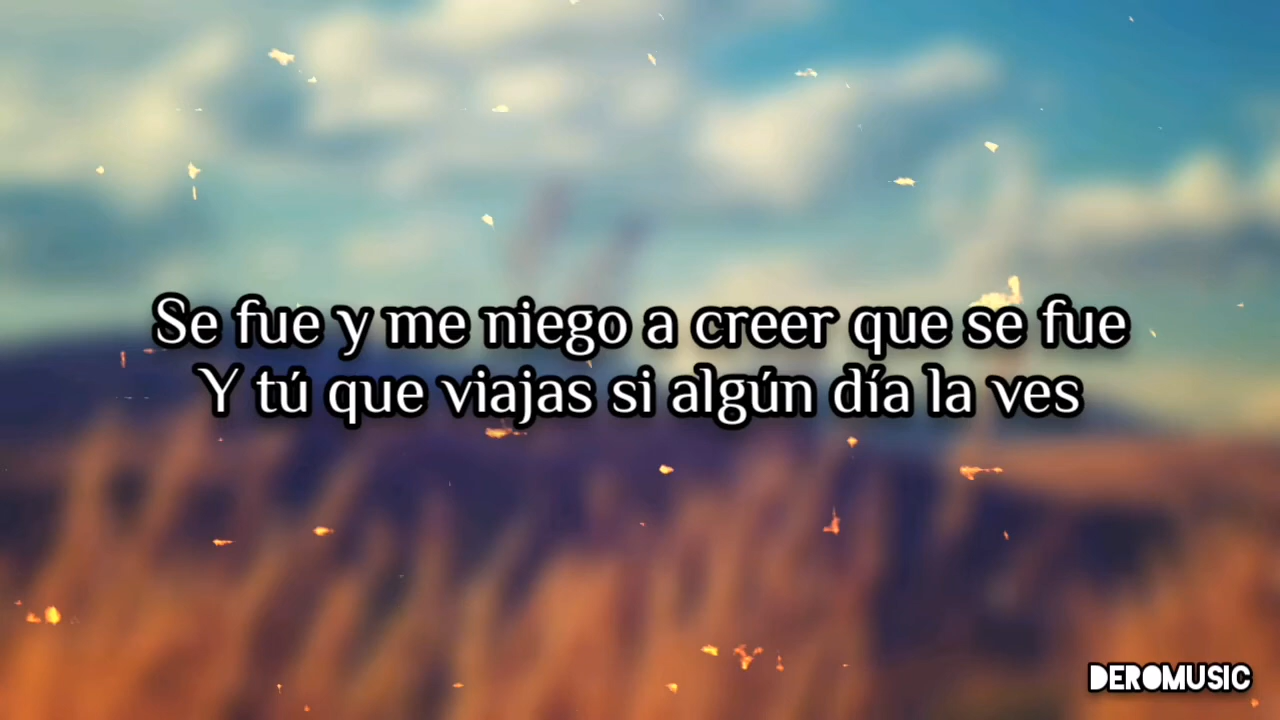 Se fue y me niego a creer que se fue
Y tú que viajas si algún día la ves
DEROMUSIC